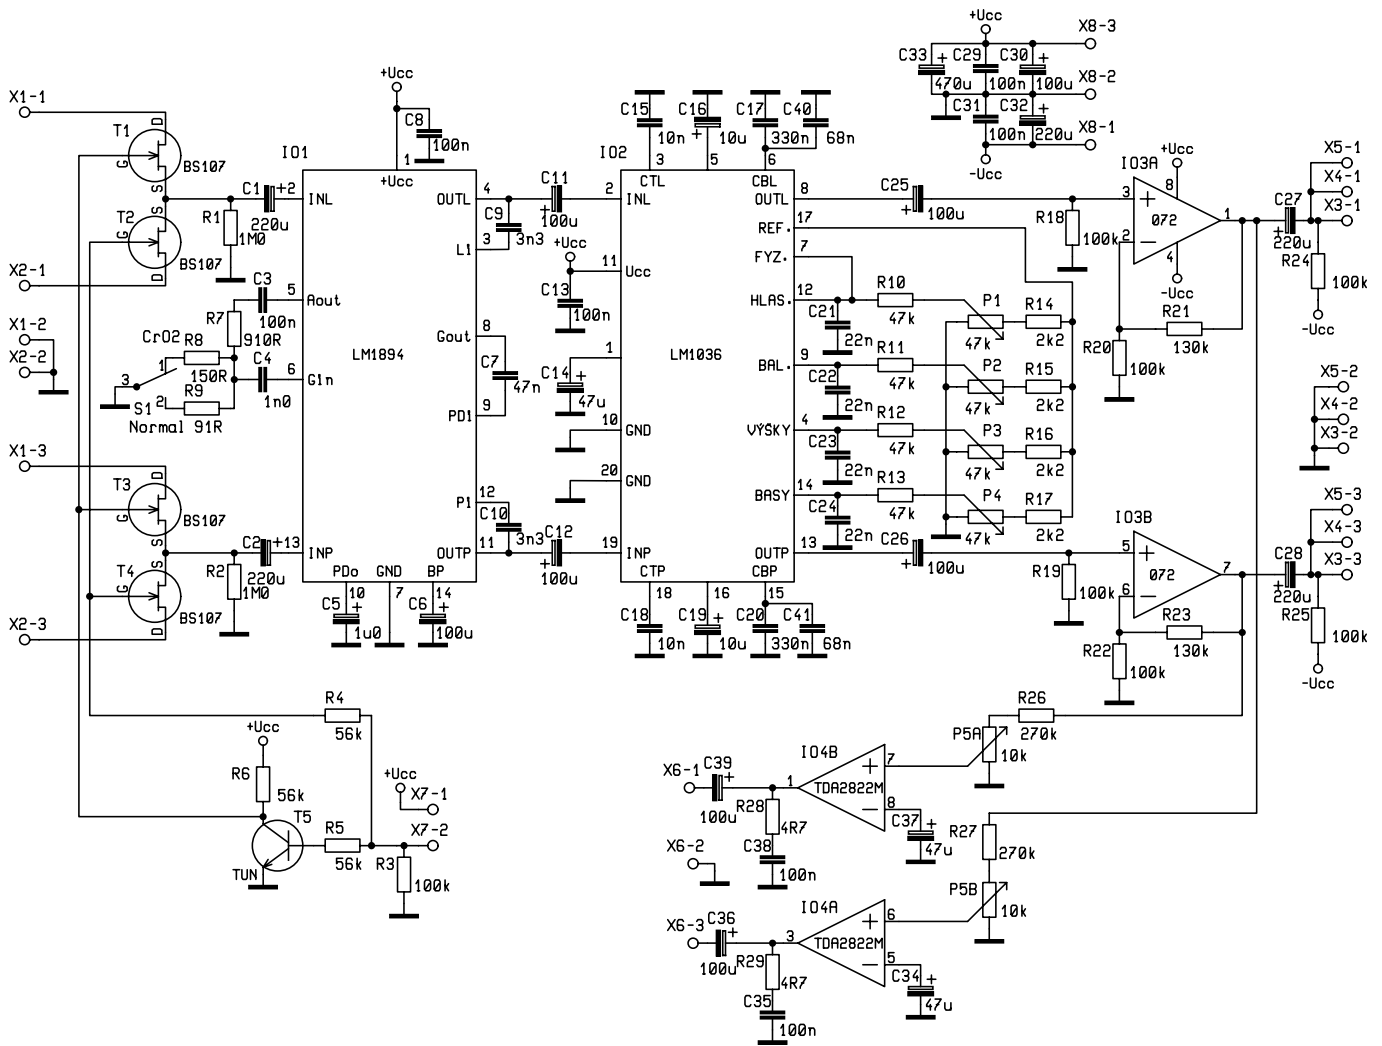 +Ucc
X8-3
C33
+
C29
C30
+
470u
100n
100u
X8-2
C31
C32
+
100n
220u
X8-1
-Ucc
X1-1
D
T1
G
BS107
S
S
T2
G
BS107
D
X2-1
X1-2
X2-2
+Ucc
C8
100n
IO1
1
+Ucc
C1
+
2
INL
220u
R1
1M0
C3
5
Aout
100n
R7
910R
CrO2
R8
150R
1
3
2
S1
R9
Normal
91R
C4
6
GIn
1n0
LM1894
4
OUTL
C9
3n3
3
LI
8
Gout
C7
47n
9
PDI
12
PI
C10
3n3
11
OUTP
PDo
GND
BP
10
7
14
C5
+
1u0
C6
+
100u
X1-3
D
T3
G
BS107
S
S
T4
G
BS107
D
X2-3
C2
+
13
INP
220u
R2
1M0
C11
+
100u
C12
+
100u
+Ucc
11
Ucc
C13
100n
1
C14
+
47u
10
GND
20
GND
19
INP
IO2
2
INL
C15
10n
C16
+
10u
C17
330n
C40
68n
3
5
6
CTL
CBL
LM1036
8
OUTL
17
REF.
7
FYZ.
12
HLAS.
9
BAL.
4
VÝŠKY
14
BASY
13
OUTP
CTP
CBP
18
16
15
C18
10n
C19
+
10u
C20
330n
C41
68n
C25
+
100u
C26
+
100u
C21
22n
C22
22n
C23
22n
C24
22n
R10
47k
R11
47k
R12
47k
R13
47k
P1
47k
P2
47k
P3
47k
P4
47k
R14
2k2
R15
2k2
R16
2k2
R17
2k2
IO3A
+Ucc
3
8
+
072
1
2
−
4
-Ucc
R18
100k
R20
100k
R21
130k
C27
+
220u
R24
100k
-Ucc
X5-1
X4-1
X3-1
X5-2
X4-2
X3-2
IO3B
5
+
072
7
6
−
R19
100k
R22
100k
R23
130k
C28
+
220u
R25
100k
-Ucc
X5-3
X4-3
X3-3
R4
56k
+Ucc
R6
56k
T5
TUN
R5
56k
+Ucc
X7-1
X7-2
R3
100k
R26
270k
P5A
10k
IO4B
7
+
TDA2822M
1
−
8
C37
+
47u
X6-1
C39
+
100u
R28
4R7
C38
100n
X6-2
R27
270k
P5B
10k
IO4A
6
+
TDA2822M
3
−
5
C34
+
47u
X6-3
C36
+
100u
R29
4R7
C35
100n